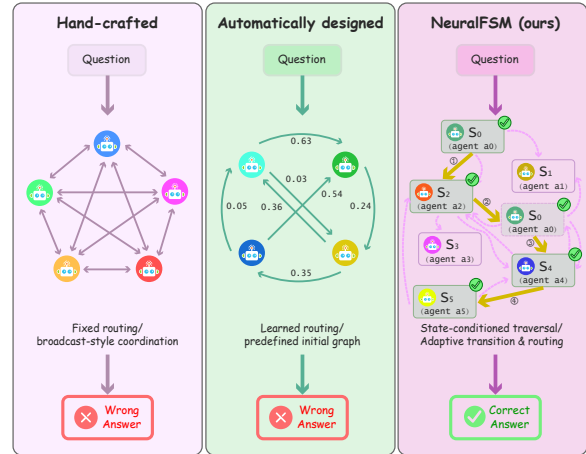 Hand-crafted
Question
Fixed routing/
broadcast-style coordination
Wrong
Answer
Automatically designed
Question
0.63
0.03
0.54
0.05
0.36
0.24
0.35
Learned routing/
predefined initial graph
Wrong
Answer
NeuralFSM (ours)
Question
S0
(agent a0)
①
S1
(agent a1)
S2
(agent a2)
②
S0
(agent a0)
③
S3
(agent a3)
S4
(agent a4)
④
S5
(agent a5)
State-conditioned traversal/
Adaptive transition & routing
Correct
Answer